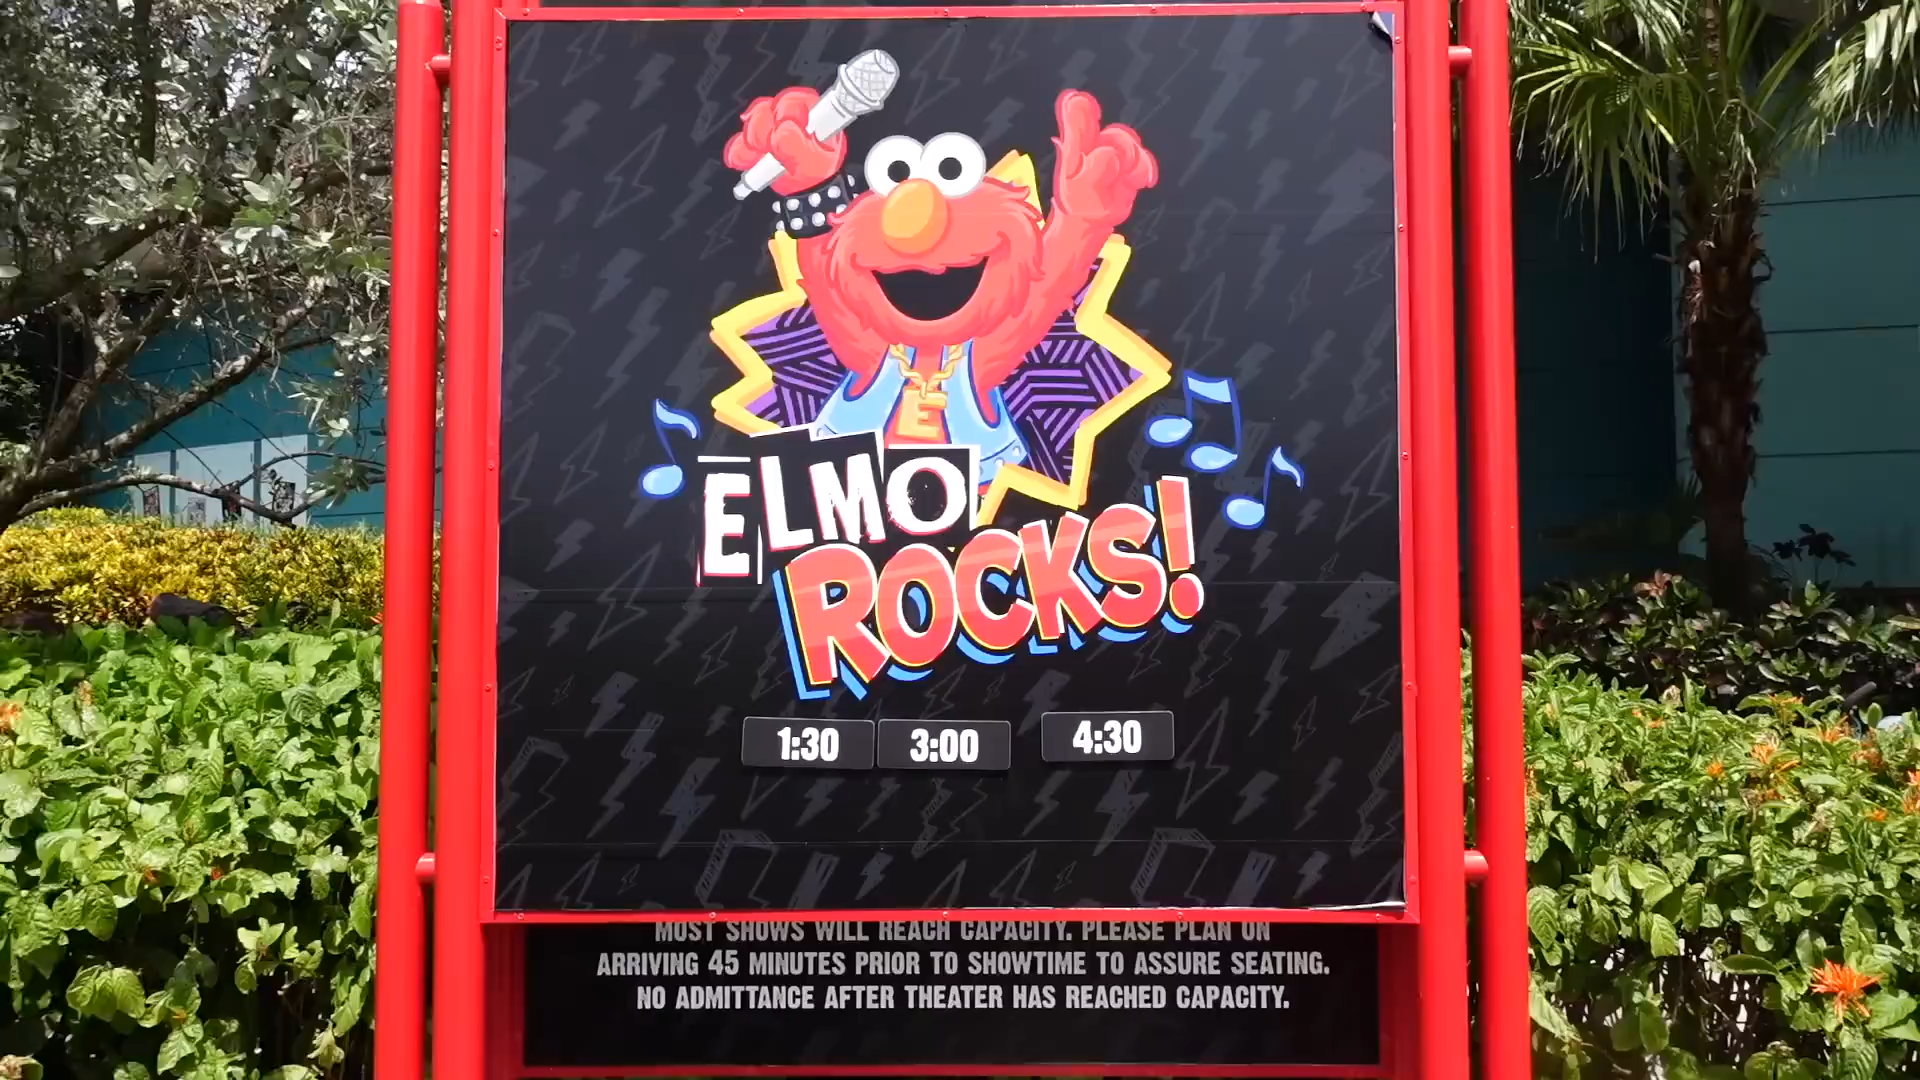 E
ELMO
ROCKS!
1:30 3:00 4:30
MOST SHOWS WILL REACH CAPACITY. PLEASE PLAN ON
ARRIVING 45 MINUTES PRIOR TO SHOWTIME TO ASSURE SEATING.
NO ADMITTANCE AFTER THEATER HAS REACHED CAPACITY.